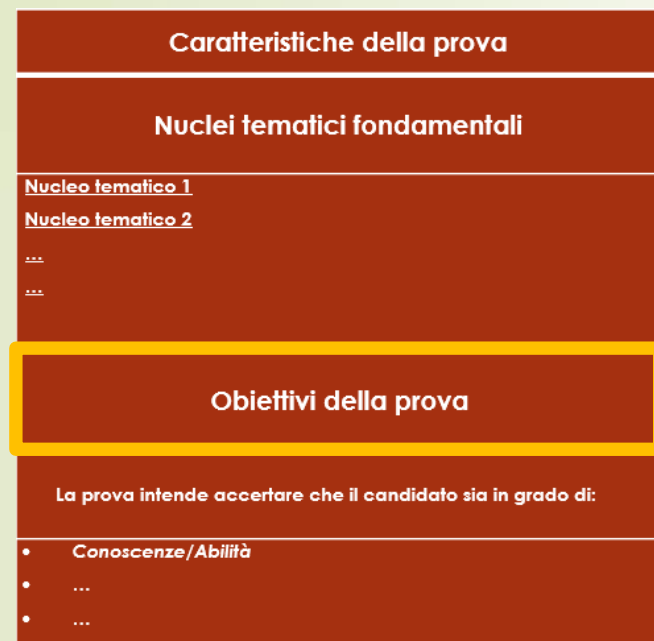 Caratteristiche della prova
Nuclei tematici fondamentali
Nucleo tematico 1
Nucleo tematico 2
...
...
Obiettivi della prova
La prova intende accertare che il candidato sia in grado di:
• Conoscenze/Abilità
• ...
• ...